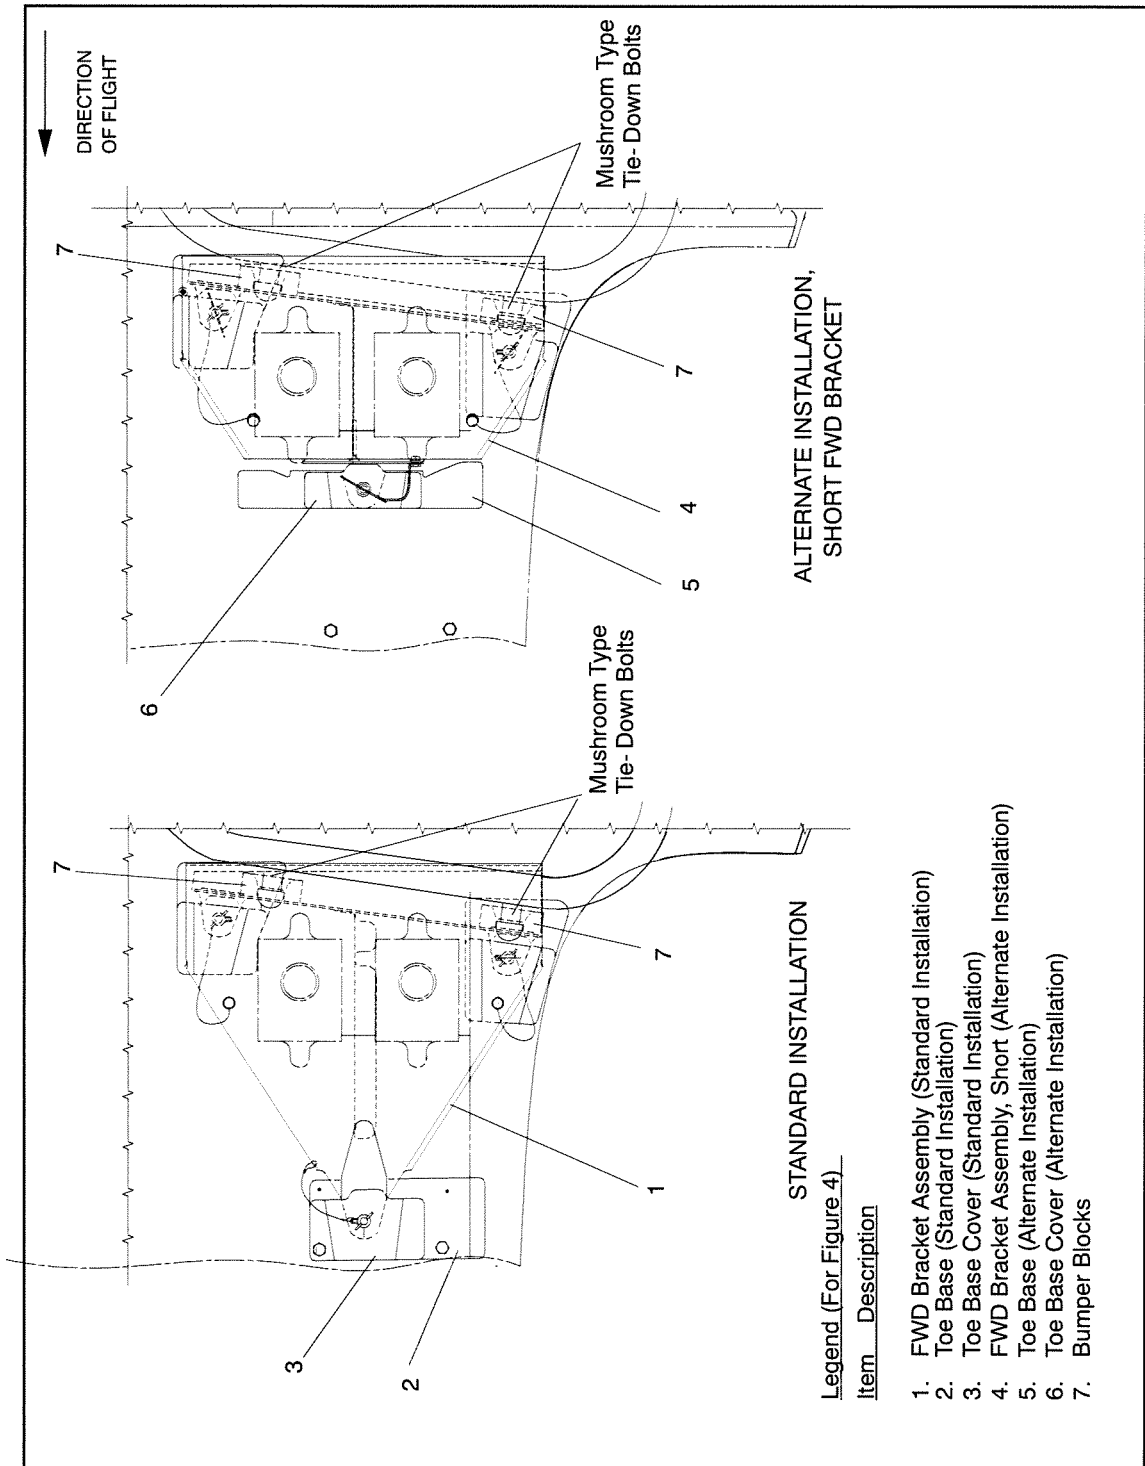 DIRECTION
OF FLIGHT
7
Mushroom Type
Tie- Down Bolts
7
4
5
6
ALTERNATE INSTALLATION,
SHORT FWD BRACKET
7
Mushroom Type
Tie- Down Bolts
7
1
3
2
STANDARD INSTALLATION
Legend (For Figure 4)
Item Description
1. FWD Bracket Assembly (Standard Installation)
2. Toe Base (Standard Installation)
3. Toe Base Cover (Standard Installation)
4. FWD Bracket Assembly, Short (Alternate Installation)
5. Toe Base (Alternate Installation)
6. Toe Base Cover (Alternate Installation)
7. Bumper Blocks